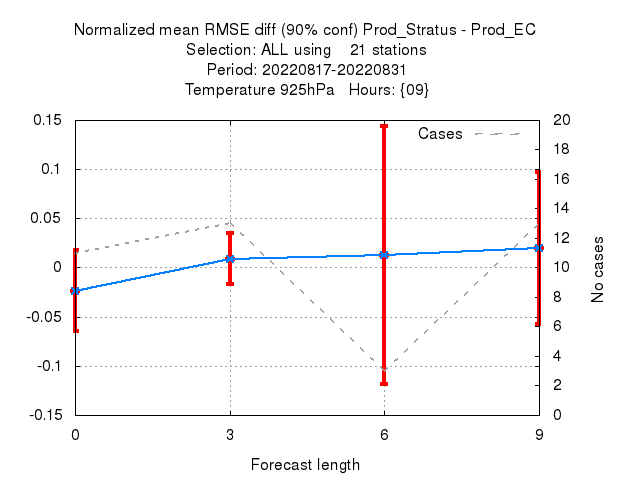 Normalized mean RMSE diff (90% conf) Prod_Stratus - Prod_EC
Selection: ALL using    21 stations
Period: 20220817-20220831
Temperature 925hPa   Hours: {09}
Cases
0.15
0.1
0.05
0
-0.05
-0.1
-0.15
20
18
16
14
12
10
8
6
4
2
0
No cases
0 3 6 9
Forecast length